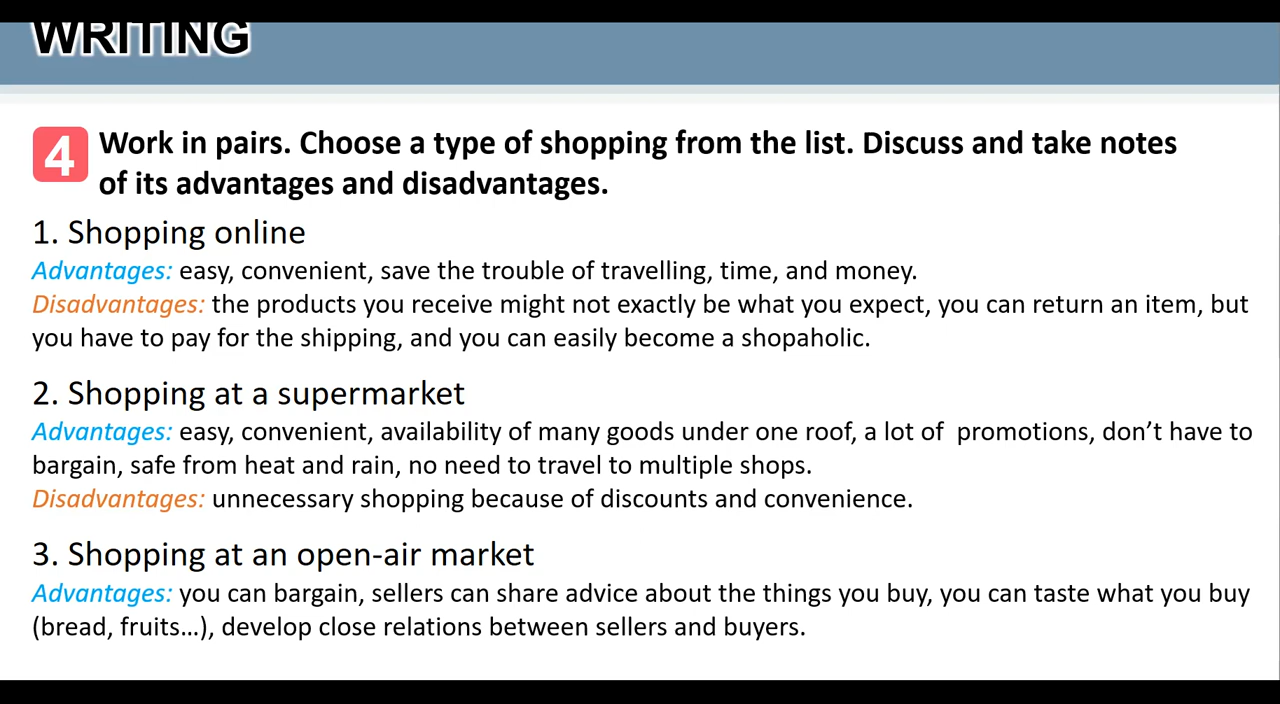 WRITING
4 Work in pairs. Choose a type of shopping from the list. Discuss and take notes
of its advantages and disadvantages.
1. Shopping online
Advantages: easy, convenient, save the trouble of travelling, time, and money.
Disadvantages: the products you receive might not exactly be what you expect, you can return an item, but
you have to pay for the shipping, and you can easily become a shopaholic.
2. Shopping at a supermarket
Advantages: easy, convenient, availability of many goods under one roof, a lot of  promotions, don’t have to
bargain, safe from heat and rain, no need to travel to multiple shops.
Disadvantages: unnecessary shopping because of discounts and convenience.
3. Shopping at an open-air market
Advantages: you can bargain, sellers can share advice about the things you buy, you can taste what you buy
(bread, fruits...), develop close relations between sellers and buyers.